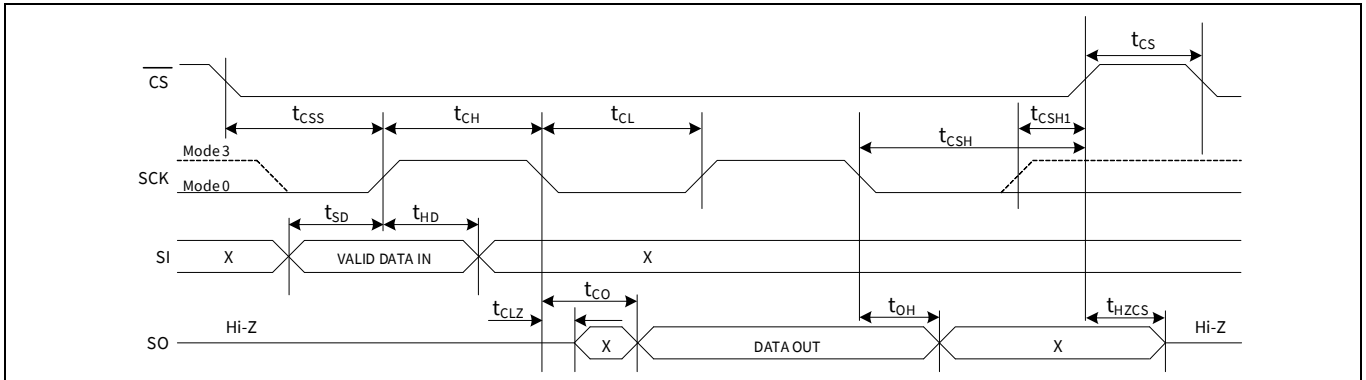 tCS
CS
tCSS
tCH
tCL
tCSH1
tCSH
Mode 3
SCK
Mode 0
tSD
tHD
SI
X
VALID DATA IN
X
tCO
tCLZ
tOH
tHZCS
Hi-Z
Hi-Z
SO
X
DATA OUT
X